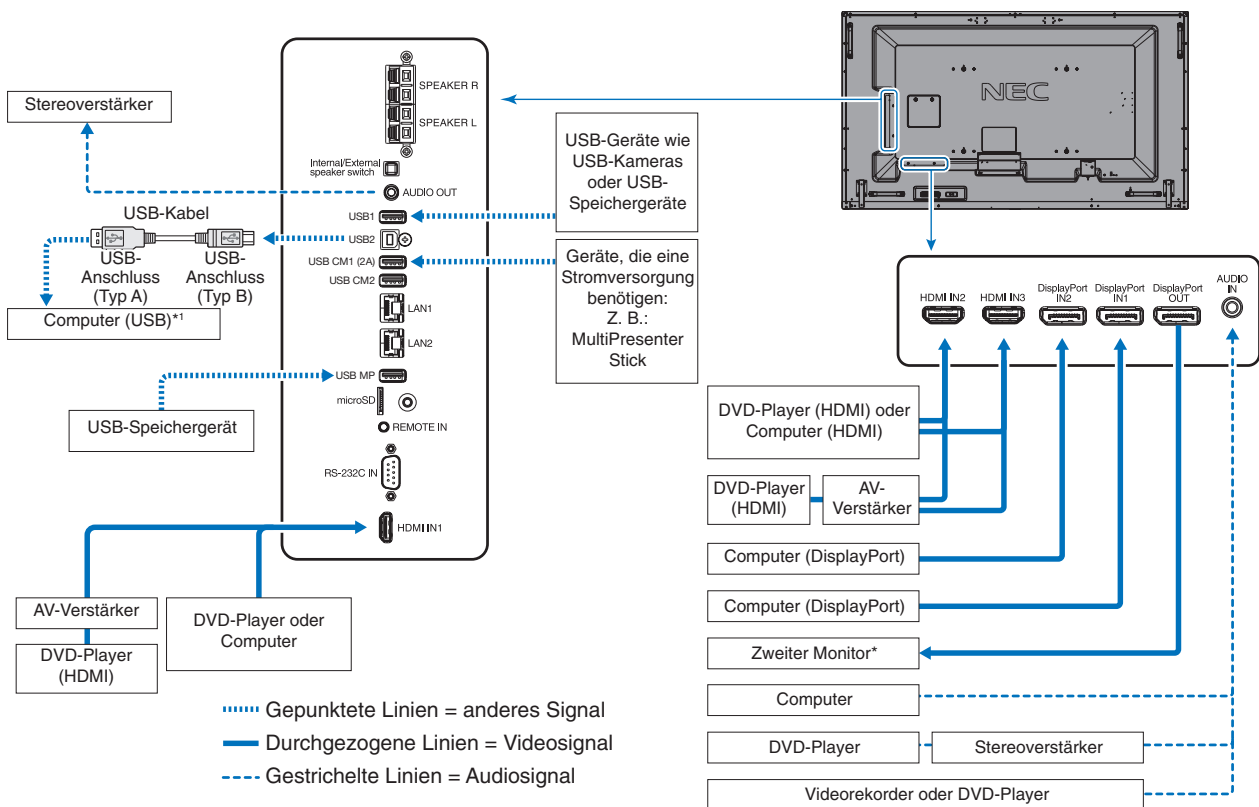 NEC
SPEAKER R
SPEAKER L
Internal/External
speaker switch
AUDIO OUT
USB1
USB2
USB CM1 (2A)
USB CM2
LAN1
LAN2
USB MP
microSD
REMOTE IN
RS-232C IN
HDMI IN1
Stereoverstärker
USB-Kabel
USB-
Anschluss
(Typ A)
USB-
Anschluss
(Typ B)
Computer (USB)*1
USB-Speichergerät
AV-Verstärker
DVD-Player
(HDMI)
DVD-Player oder
Computer
USB-Geräte wie
USB-Kameras
oder USB-
Speichergeräte
Geräte, die eine
Stromversorgung
benötigen:
Z. B.:
MultiPresenter
Stick
HDMI IN2
HDMI IN3
DisplayPort
IN2
DisplayPort
IN1
DisplayPort
OUT
AUDIO
IN
DVD-Player (HDMI) oder
Computer (HDMI)
DVD-Player
(HDMI)
AV-
Verstärker
Computer (DisplayPort)
Computer (DisplayPort)
Zweiter Monitor*
Computer
DVD-Player
Stereoverstärker
Videorekorder oder DVD-Player
Gepunktete Linien = anderes Signal
Durchgezogene Linien = Videosignal
Gestrichelte Linien = Audiosignal